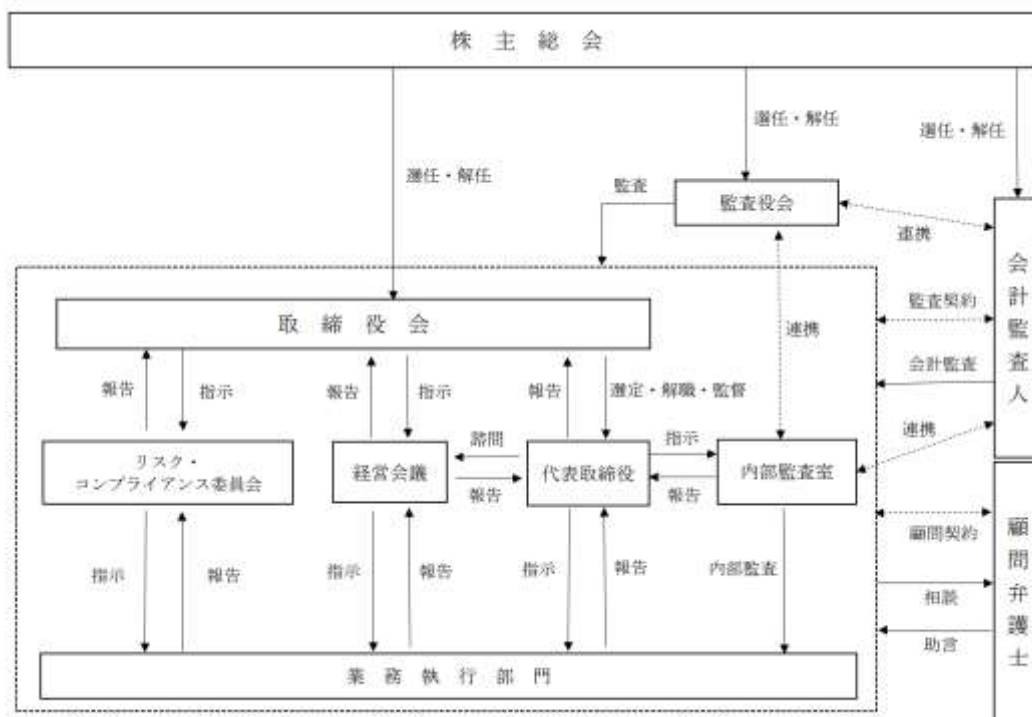 株主総会
選任・解任
選任・解任
選任・解任
監査
監査役会
連携
会計監査人
取締役会
連携
監査契約
報告
指示
報告
指示
報告
選定・解職・監督
会計監査
連携
リスク・
コンプライアンス委員会
経営会議
諮問
報告
代表取締役
指示
報告
内部監査室
顧問契約
顧問弁護士
指示
報告
指示
報告
指示
報告
内部監査
相談
助言
業務執行部門